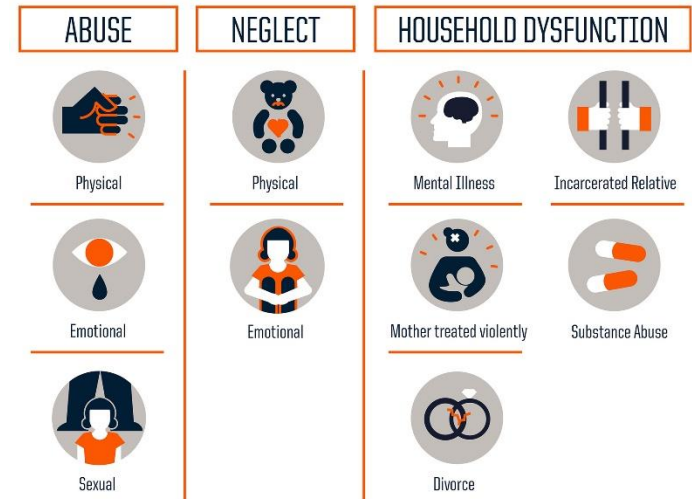 ABUSE
NEGLECT
HOUSEHOLD DYSFUNCTION
Physical
Physical
Mental Illness
Incarcerated Relative
Emotional
Emotional
Mother treated violently
Substance Abuse
Sexual
Divorce